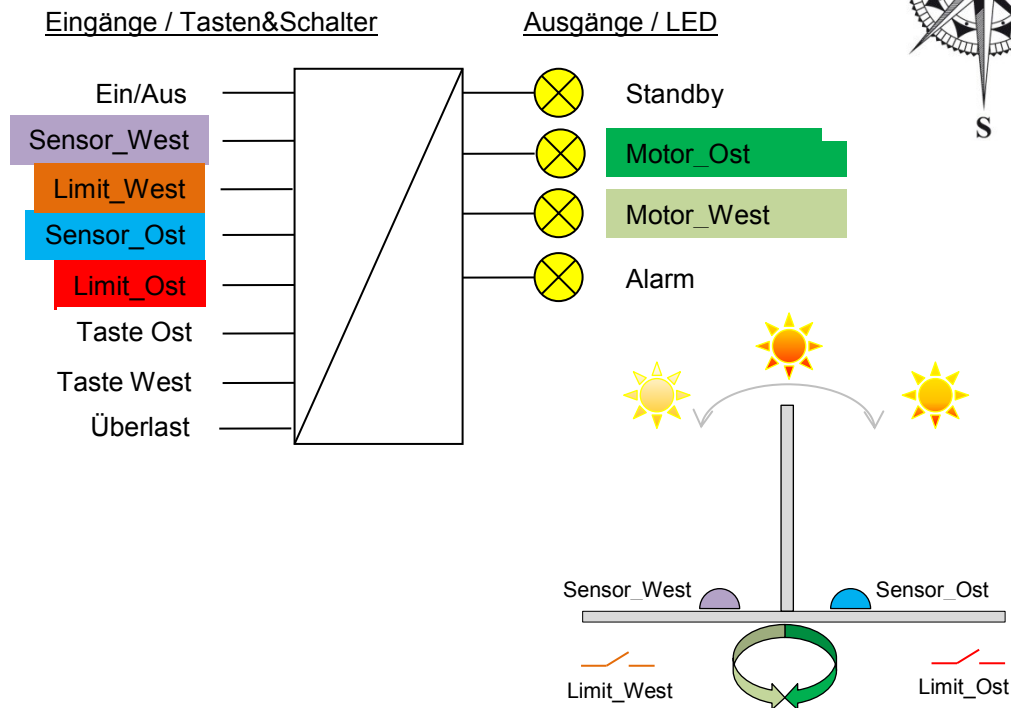 Eingänge / Tasten&Schalter
Ausgänge / LED
Ein/Aus
Sensor_West
Limit_West
Sensor_Ost
Limit_Ost
Taste Ost
Taste West
Überlast
Standby
Motor_Ost
Motor_West
Alarm
S
Sensor_West
Sensor_Ost
Limit_West
Limit_Ost